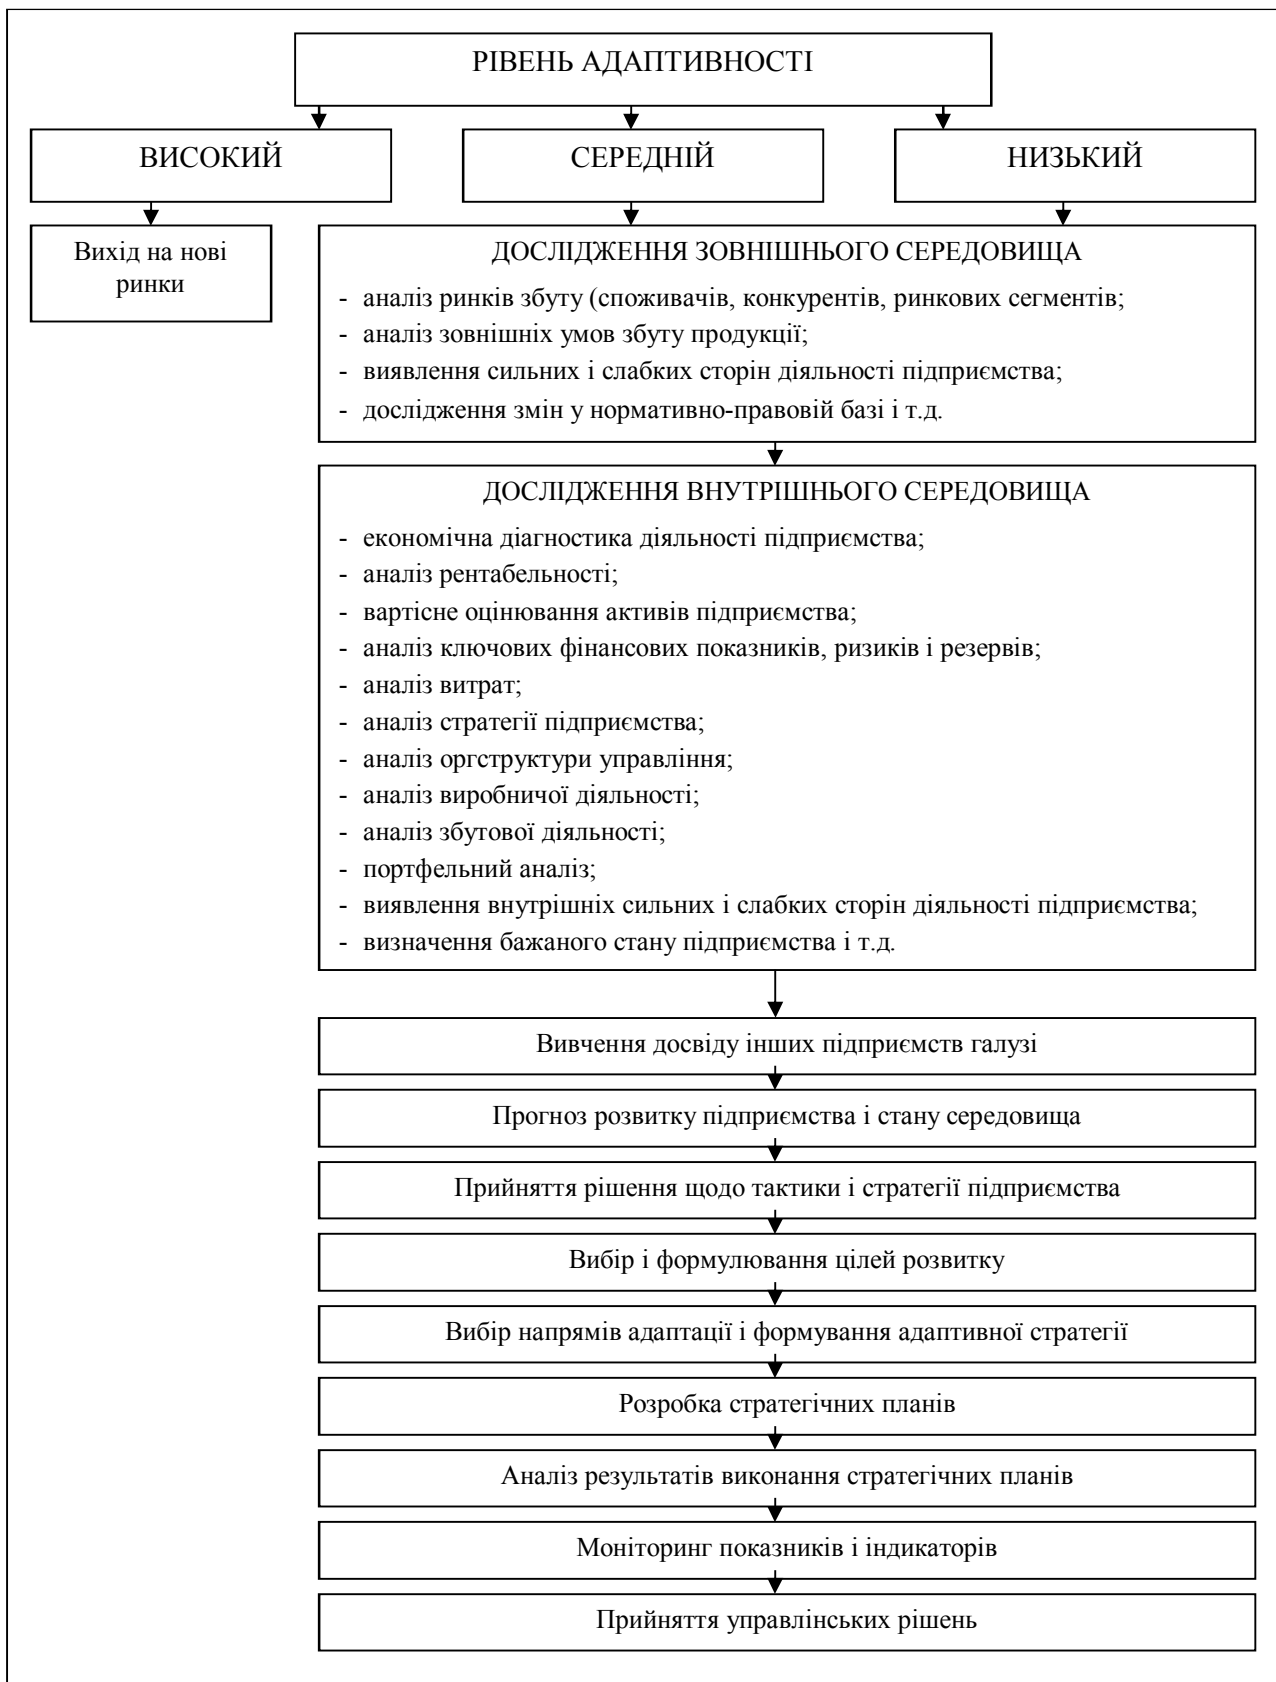 РІВЕНЬ АДАПТИВНОСТІ
ВИСОКИЙ
СЕРЕДНІЙ
НИЗЬКИЙ
Вихід на нові
ринки
ДОСЛІДЖЕННЯ ЗОВНІШНЬОГО СЕРЕДОВИЩА
- аналіз ринків збуту (споживачів, конкурентів, ринкових сегментів;
- аналіз зовнішніх умов збуту продукції;
- виявлення сильних і слабких сторін діяльності підприємства;
- дослідження змін у нормативно-правовій базі і т.д.
ДОСЛІДЖЕННЯ ВНУТРІШНЬОГО СЕРЕДОВИЩА
- економічна діагностика діяльності підприємства;
- аналіз рентабельності;
- вартісне оцінювання активів підприємства;
- аналіз ключових фінансових показників, ризиків і резервів;
- аналіз витрат;
- аналіз стратегії підприємства;
- аналіз оргструктури управління;
- аналіз виробничої діяльності;
- аналіз збутової діяльності;
- портфельний аналіз;
- виявлення внутрішніх сильних і слабких сторін діяльності підприємства;
- визначення бажаного стану підприємства і т.д.
Вивчення досвіду інших підприємств галузі
Прогноз розвитку підприємства і стану середовища
Прийняття рішення щодо тактики і стратегії підприємства
Вибір і формулювання цілей розвитку
Вибір напрямів адаптації і формування адаптивної стратегії
Розробка стратегічних планів
Аналіз результатів виконання стратегічних планів
Моніторинг показників і індикаторів
Прийняття управлінських рішень